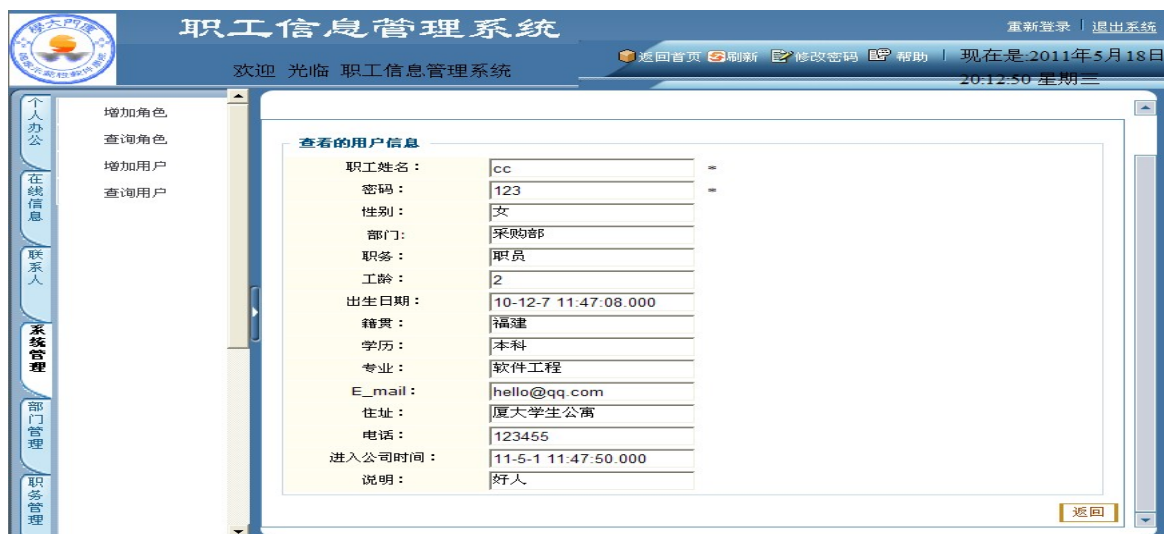 职工信息管理系统
重新登录 | 退出系统
返回首页 刷新 修改密码 帮助 | 现在是:2011年5月18日
20:12:50 星期三
欢迎 光临 职工信息管理系统
个人办公
在线信息
联系人
系统管理
部门管理
职务管理
增加角色
查询角色
增加用户
查询用户
查看的用户信息
职工姓名： cc *
密码： 123 *
性别： 女
部门: 采购部
职务： 职员
工龄： 2
出生日期： 10-12-7 11:47:08.000
籍贯： 福建
学历： 本科
专业： 软件工程
E_mail： hello@qq.com
住址： 厦大学生公寓
电话： 123455
进入公司时间： 11-5-1 11:47:50.000
说明： 好人
返回